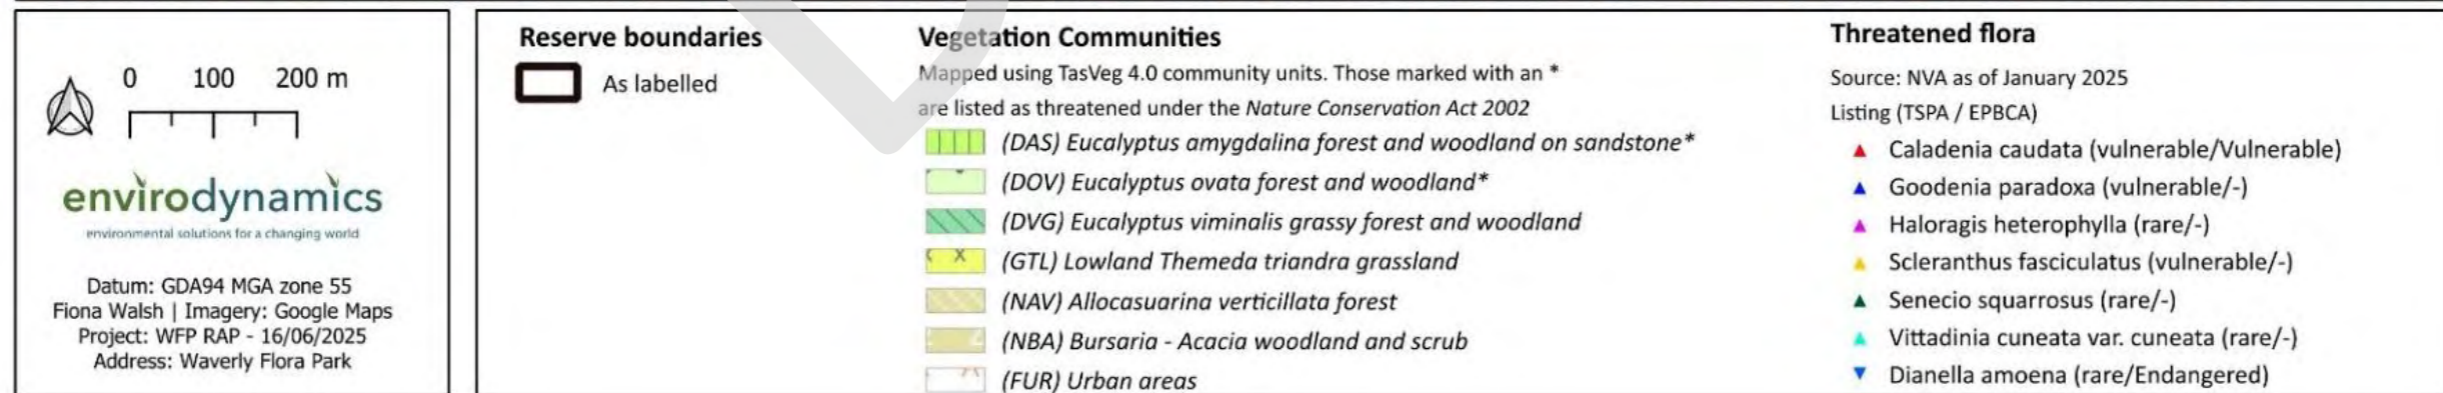 0 100 200 m
envirodynamics
environmental solutions for a changing world
Datum: GDA94 MGA zone 55
Fiona Walsh | Imagery: Google Maps
Project: WFP RAP - 16/06/2025
Address: Waverly Flora Park
Reserve boundaries
As labelled
Vegetation Communities
Mapped using TasVeg 4.0 community units. Those marked with an *
are listed as threatened under the Nature Conservation Act 2002
(DAS) Eucalyptus amygdalina forest and woodland on sandstone*
(DOV) Eucalyptus ovata forest and woodland*
(DVG) Eucalyptus viminalis grassy forest and woodland
(GTL) Lowland Themeda triandra grassland
(NAV) Allocasuarina verticillata forest
(NBA) Bursaria - Acacia woodland and scrub
(FUR) Urban areas
Threatened flora
Source: NVA as of January 2025
Listing (TSPA / EPBCA)
Caladenia caudata (vulnerable/Vulnerable)
Goodenia paradoxa (vulnerable/-)
Haloragis heterophylla (rare/-)
Scleranthus fasciculatus (vulnerable/-)
Senecio squarrosus (rare/-)
Vittadinia cuneata var. cuneata (rare/-)
Dianella amoena (rare/Endangered)